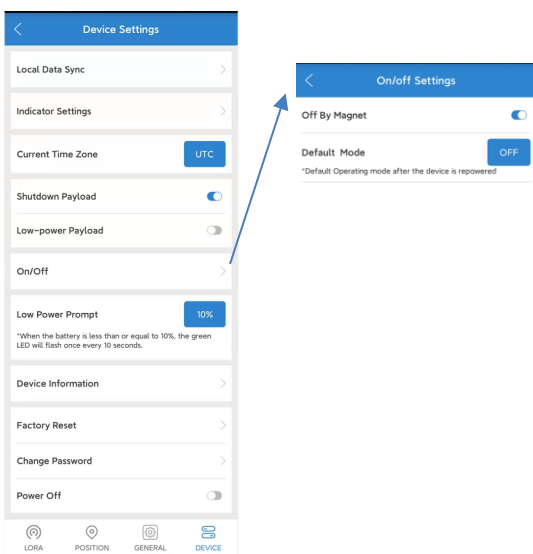 Device Settings
Local Data Sync
Indicator Settings
Current Time Zone
UTC
Shutdown Payload
Low-power Payload
On/Off
Low Power Prompt
10%
*When the battery is less than or equal to 10%, the green
LED will flash once every 10 seconds.
Device Information
Factory Reset
Change Password
Power Off
LORA
POSITION
GENERAL
DEVICE
On/off Settings
Off By Magnet
Default Mode
OFF
*Default Operating mode after the device is repowered